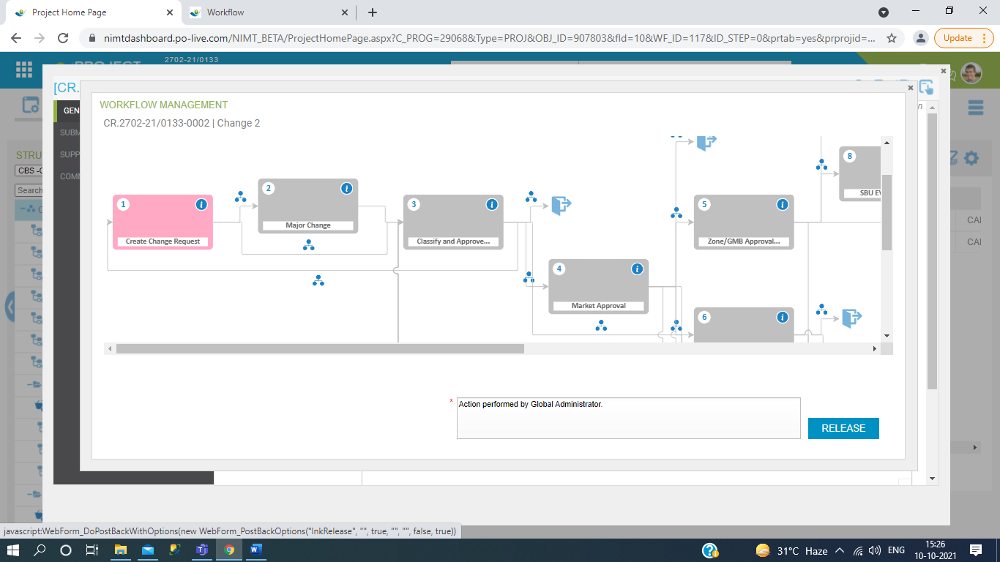 Project Home Page
Workflow
nimtdashboard.po-live.com/NIMT_BETA/ProjectHomePage.aspx?C_PROG=29068&Type=PROJ&OBJ_ID=907803&fId=10&WF_ID=117&ID_STEP=0&prtab=yes&prprojid=...
Update
2702-21/0133
PROJECT
[CR.
GEN
SUBM
SUPP
COMM
STRU
CBS -C
Search
WORKFLOW MANAGEMENT
CR.2702-21/0133-0002 | Change 2
1
i
Create Change Request
2
i
Major Change
3
i
Classify and Approve...
4
i
Market Approval
5
i
Zone/GMB Approval...
6
i
8
SBU EV
CAI
CAI
* Action performed by Global Administrator.
RELEASE
javascript:WebForm_DoPostBackWithOptions(new WebForm_PostBackOptions("lnkRelease", "", true, "", "", false, true))
31°C Haze
ENG
15:26
10-10-2021